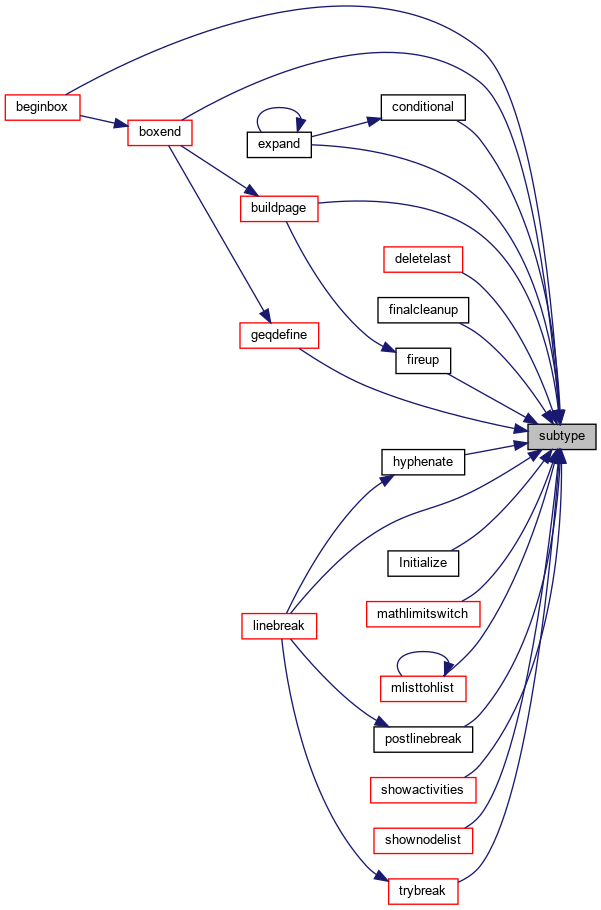 beginbox
conditional
boxend
expand
buildpage
deletelast
finalcleanup
geqdefine
fireup
subtype
hyphenate
Initialize
mathlimitswitch
linebreak
mlisttohlist
postlinebreak
showactivities
shownodelist
trybreak